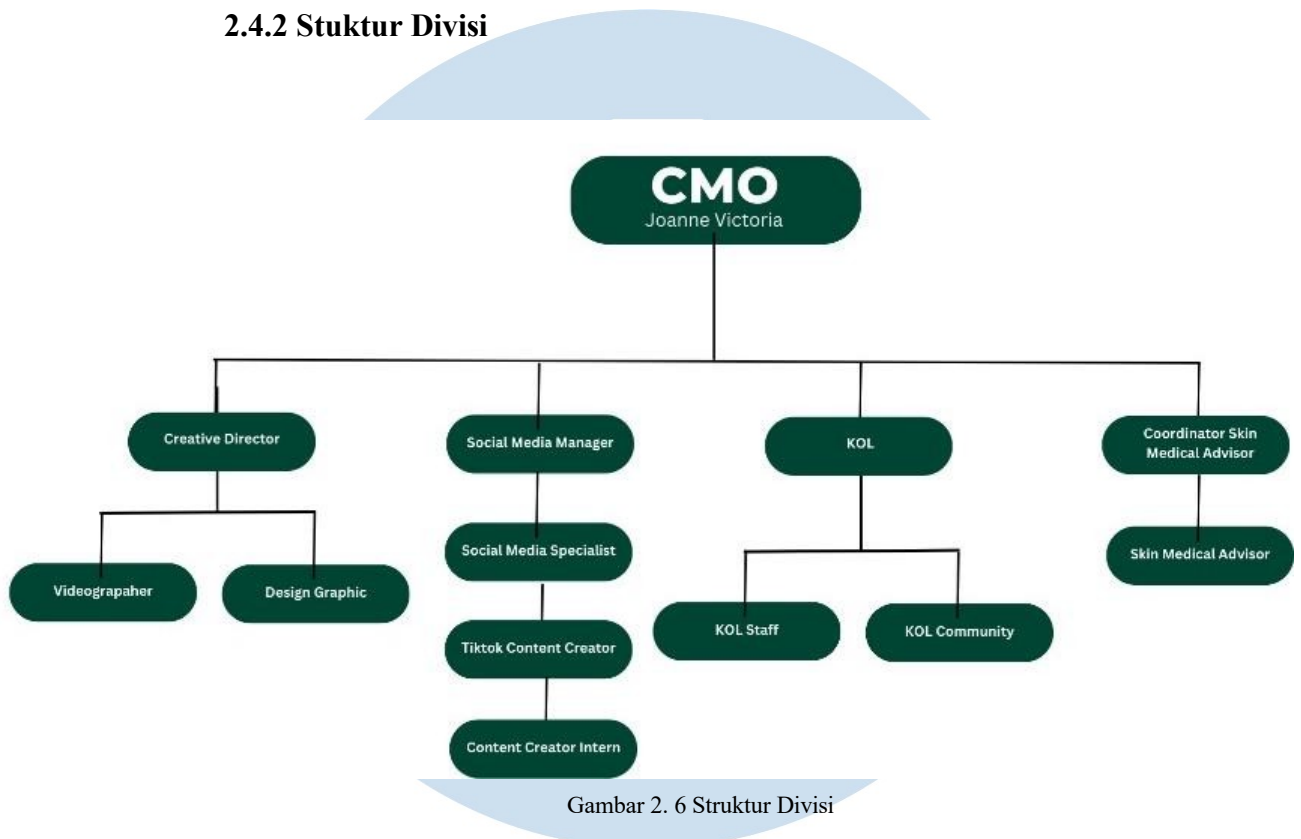 2.4.2 Stuktur Divisi
CMO
Joanne Victoria
Creative Director
Social Media Manager
KOL
Coordinator Skin
Medical Advisor
Social Media Specialist
Skin Medical Advisor
Videograpaher
Design Graphic
KOL Staff
KOL Community
Tiktok Content Creator
Content Creator Intern
Gambar 2. 6 Struktur Divisi